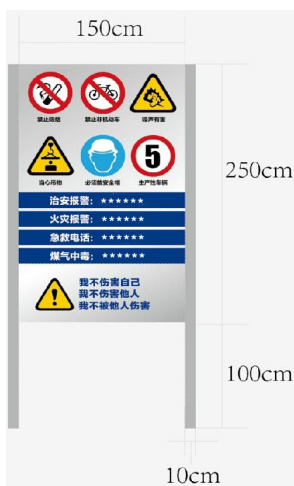 150cm
禁止吸烟 禁止非机动车 噪声有害
5
当心吊物 必须戴安全帽 生产性车辆
治安报警：******
火灾报警：******
急救电话：******
煤气中毒：******
我不伤害自己
我不伤害他人
我不被他人伤害
250cm
100cm
10cm